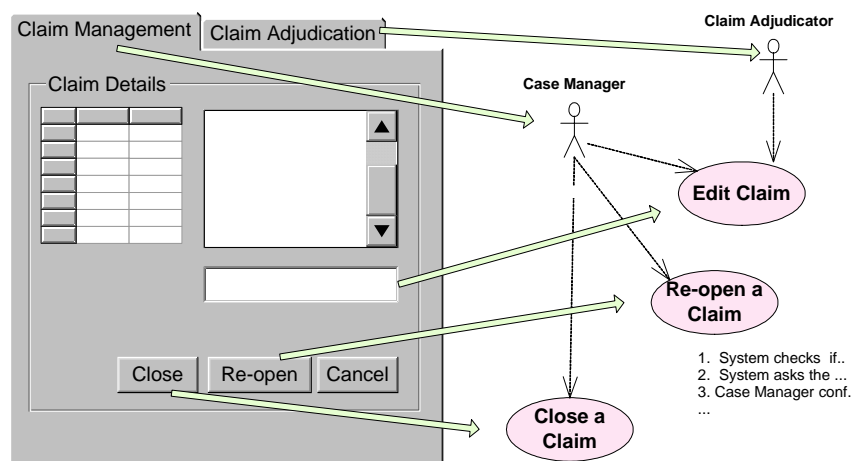 Claim Management
Claim Adjudication
Claim Adjudicator
Claim Details
Case Manager
Edit Claim
Re-open a
Claim
1. System checks if..
2. System asks the ...
3. Case Manager conf.
...
Close
Re-open
Cancel
Close a
Claim